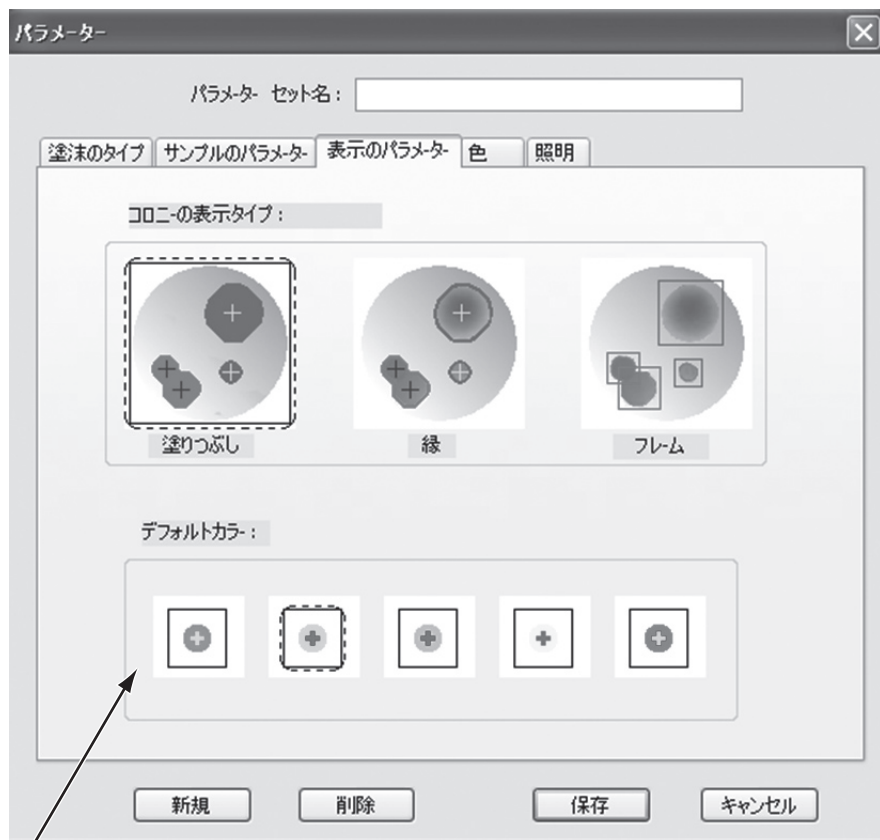 パラメーター
パラメーター セット名：
塗沫のタイプ サンプルのパラメーター 表示のパラメーター 色 照明
コロニーの表示タイプ：
塗りつぶし 縁 フレーム
デフォルトカラー：
新規 削除 保存 キャンセル